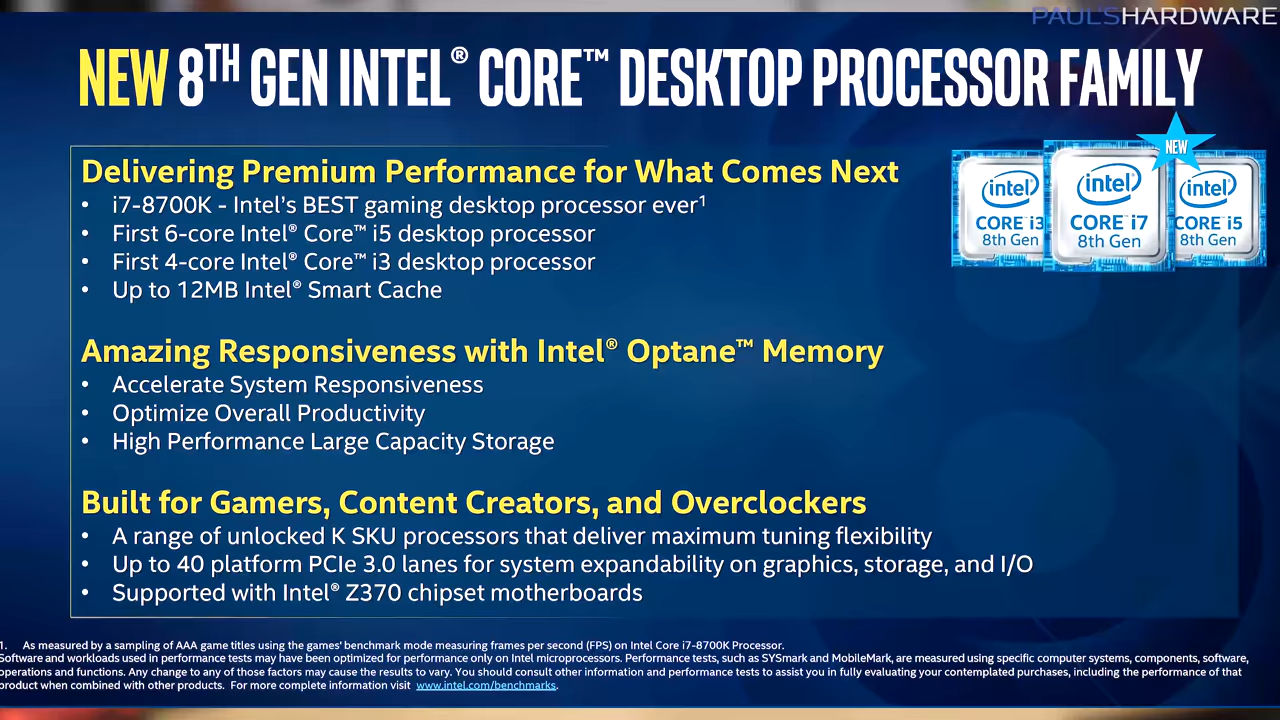 PAUL'SHARDWARE
NEW 8TH GEN INTEL® CORE™ DESKTOP PROCESSOR FAMILY
NEW
Delivering Premium Performance for What Comes Next
• i7-8700K - Intel's BEST gaming desktop processor ever1
• First 6-core Intel® Core™ i5 desktop processor
• First 4-core Intel® Core™ i3 desktop processor
• Up to 12MB Intel® Smart Cache
intel
CORE i3
8th Gen
intel
CORE™ i7
8th Gen
intel
CORE i5
8th Gen
Amazing Responsiveness with Intel® Optane™ Memory
• Accelerate System Responsiveness
• Optimize Overall Productivity
• High Performance Large Capacity Storage
Built for Gamers, Content Creators, and Overclockers
• A range of unlocked K SKU processors that deliver maximum tuning flexibility
• Up to 40 platform PCIe 3.0 lanes for system expandability on graphics, storage, and I/O
• Supported with Intel® Z370 chipset motherboards
1. As measured by a sampling of AAA game titles using the games' benchmark mode measuring frames per second (FPS) on Intel Core i7-8700K Processor.
Software and workloads used in performance tests may have been optimized for performance only on Intel microprocessors. Performance tests, such as SYSmark and MobileMark, are measured using specific computer systems, components, software,
operations and functions. Any change to any of those factors may cause the results to vary. You should consult other information and performance tests to assist you in fully evaluating your contemplated purchases, including the performance of that
product when combined with other products. For more complete information visit www.intel.com/benchmarks.